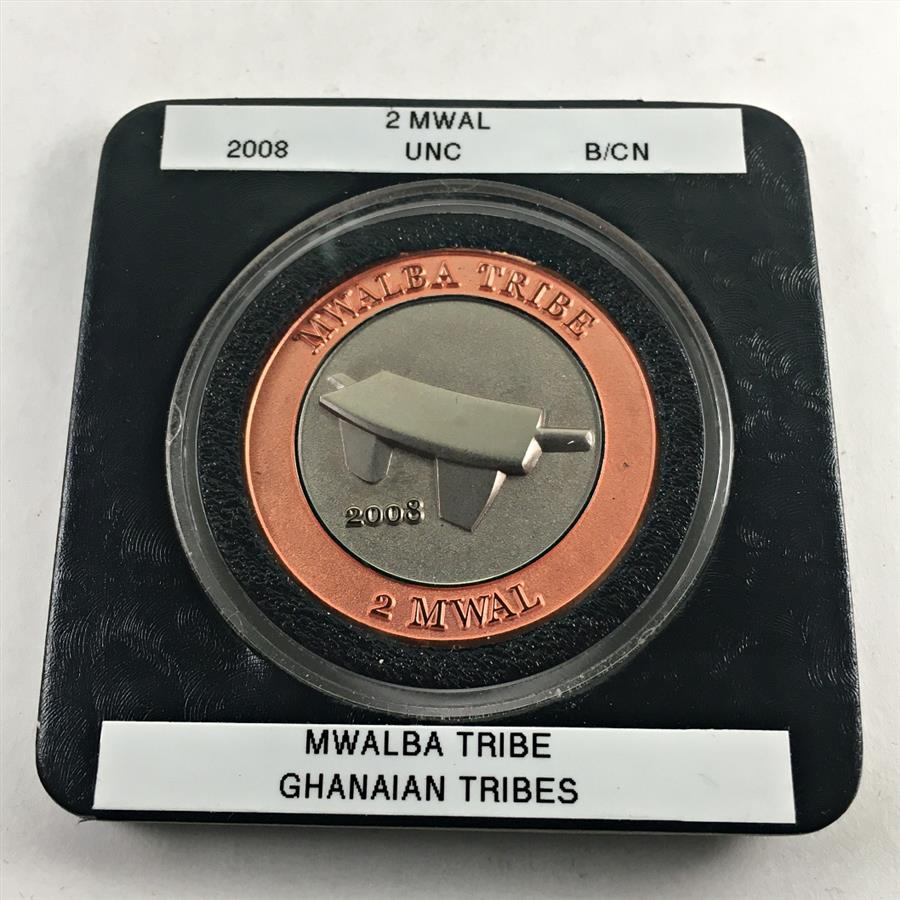 2 MWAL
2008 UNC B/CN
MWALBA TRIBE
2008
2 MWAL
MWALBA TRIBE
GHANAIAN TRIBES